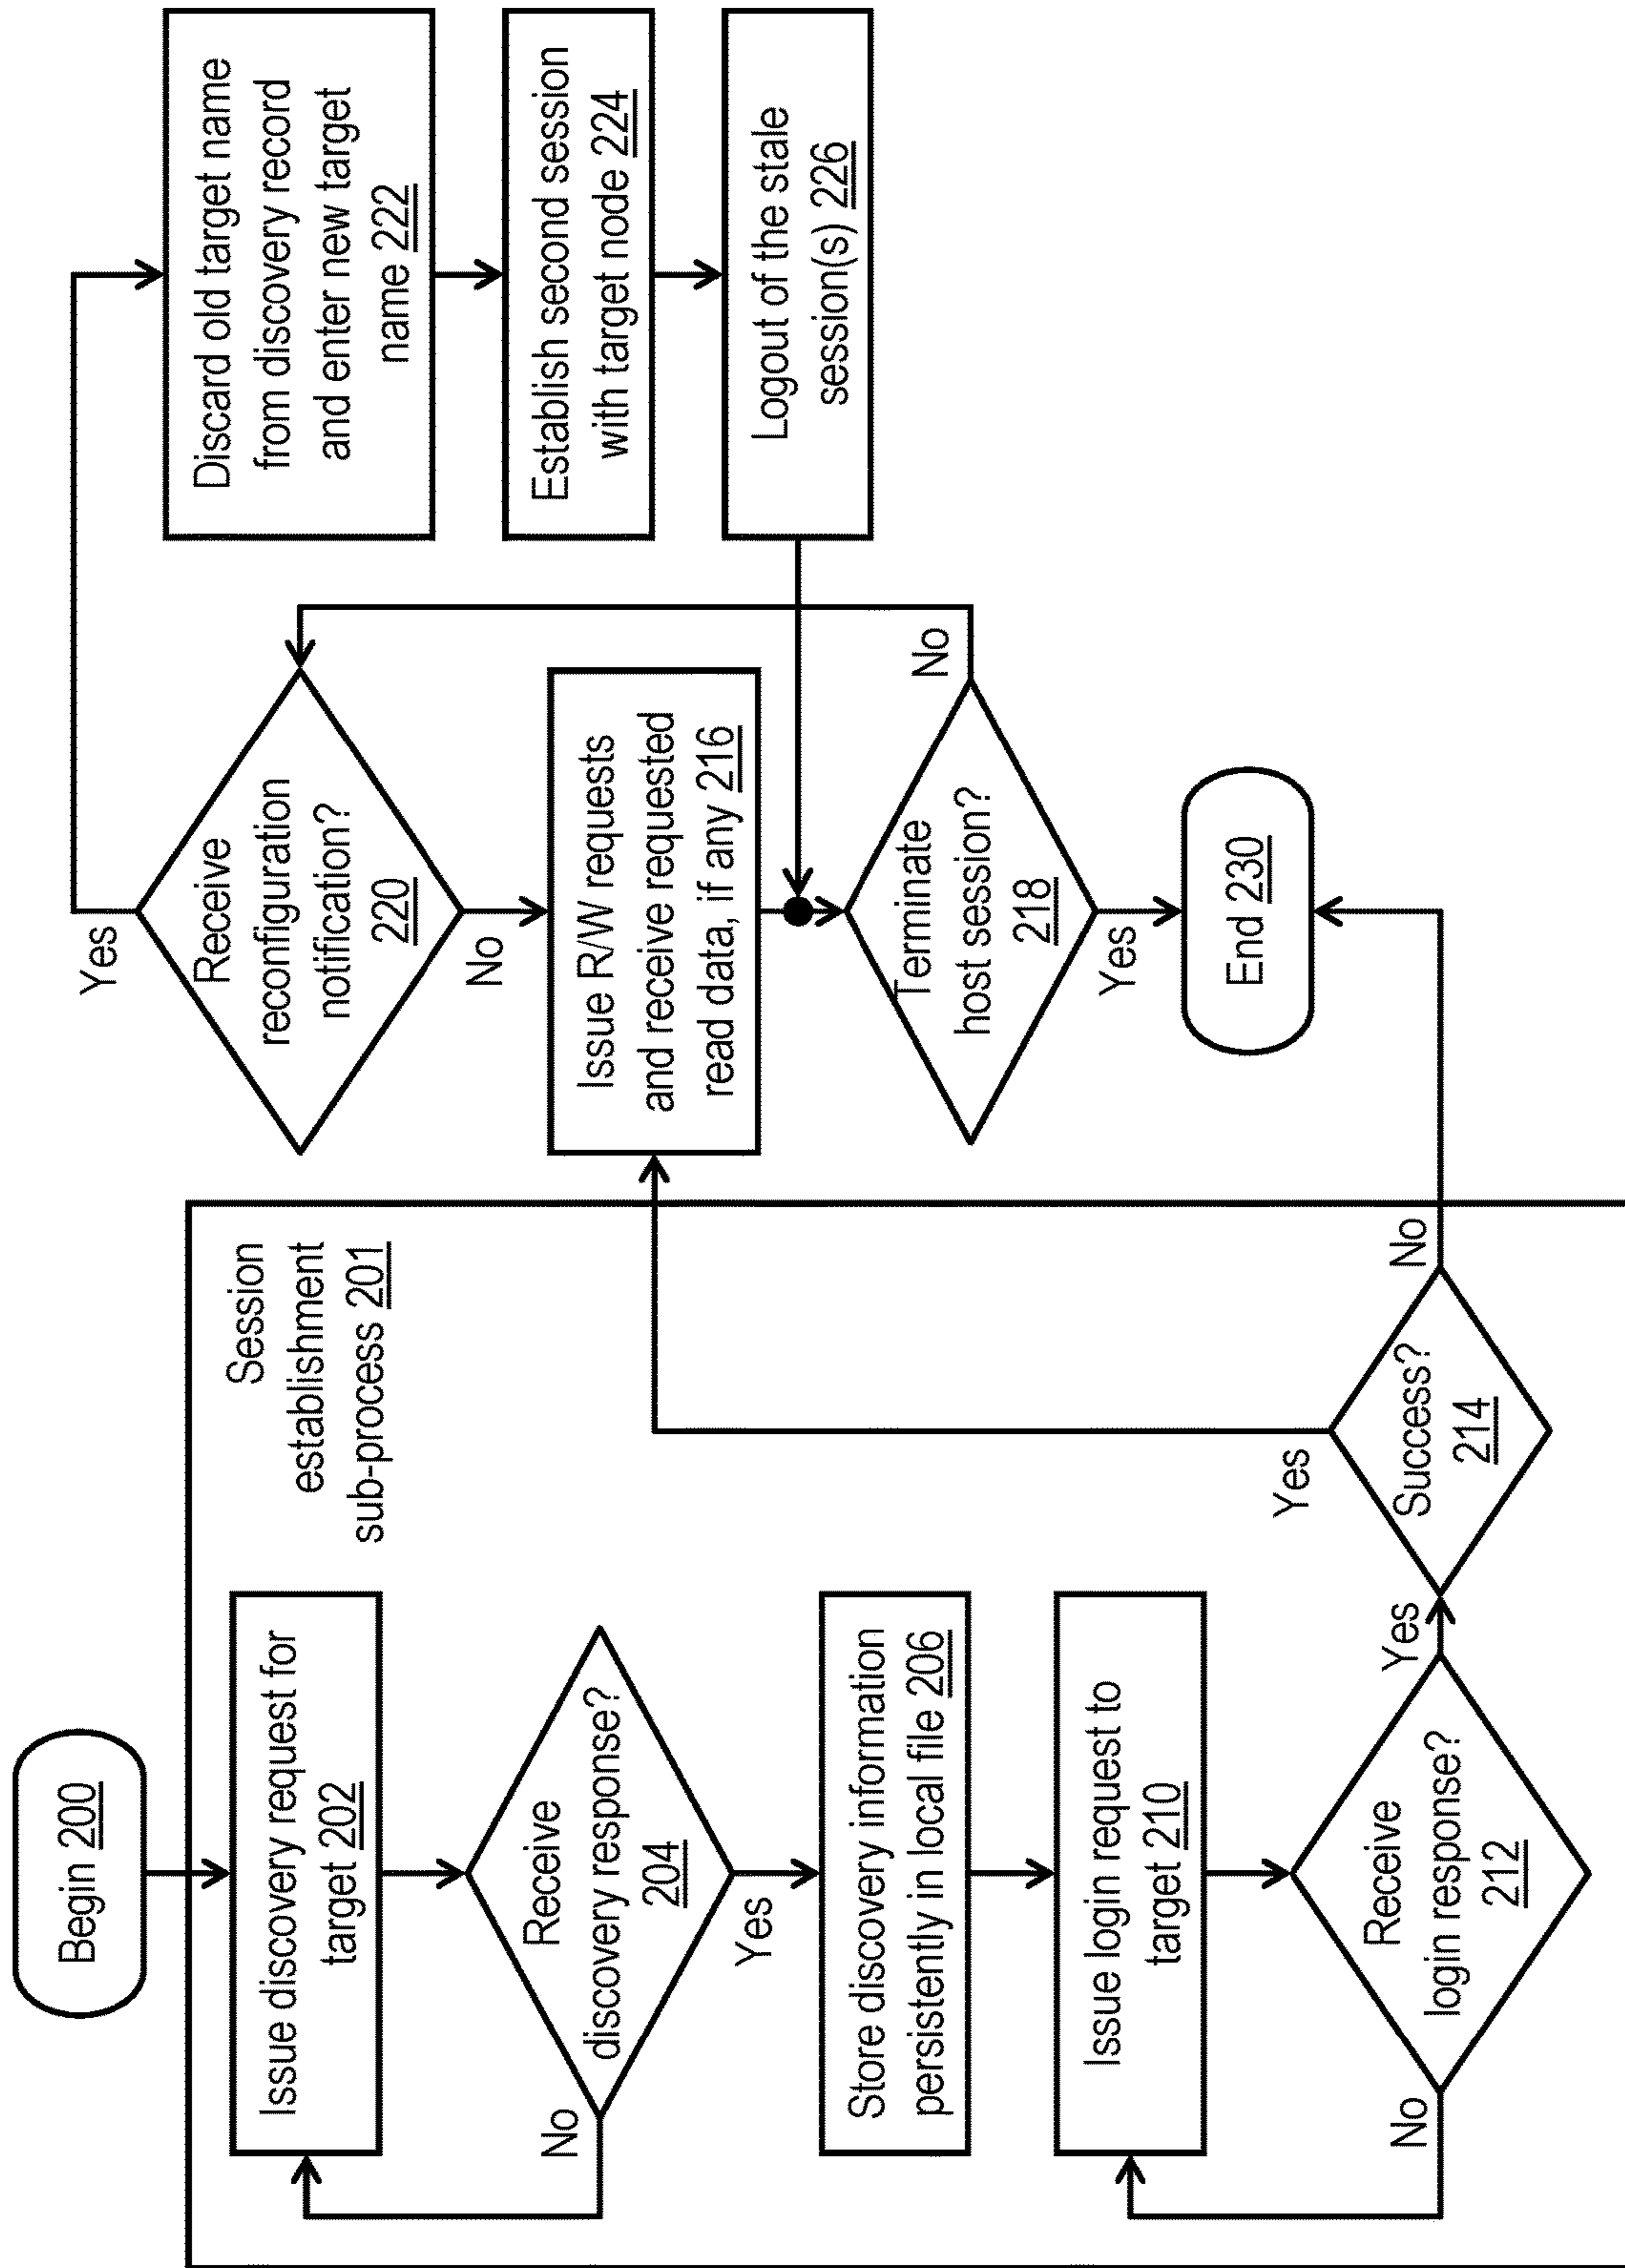 Begin 200
Session
establishment
sub-process 201
Issue discovery request for
target 202
Receive
discovery response?
204
No
Yes
Store discovery information
persistently in local file 206
Issue login request to
target 210
Receive
login response?
212
No
Yes
Success?
214
Yes
No
Receive
reconfiguration
notification?
220
Yes
No
Issue R/W requests
and receive requested
read data, if any 216
Terminate
host session?
218
No
Yes
End 230
Discard old target name
from discovery record
and enter new target
name 222
Establish second session
with target node 224
Logout of the stale
session(s) 226